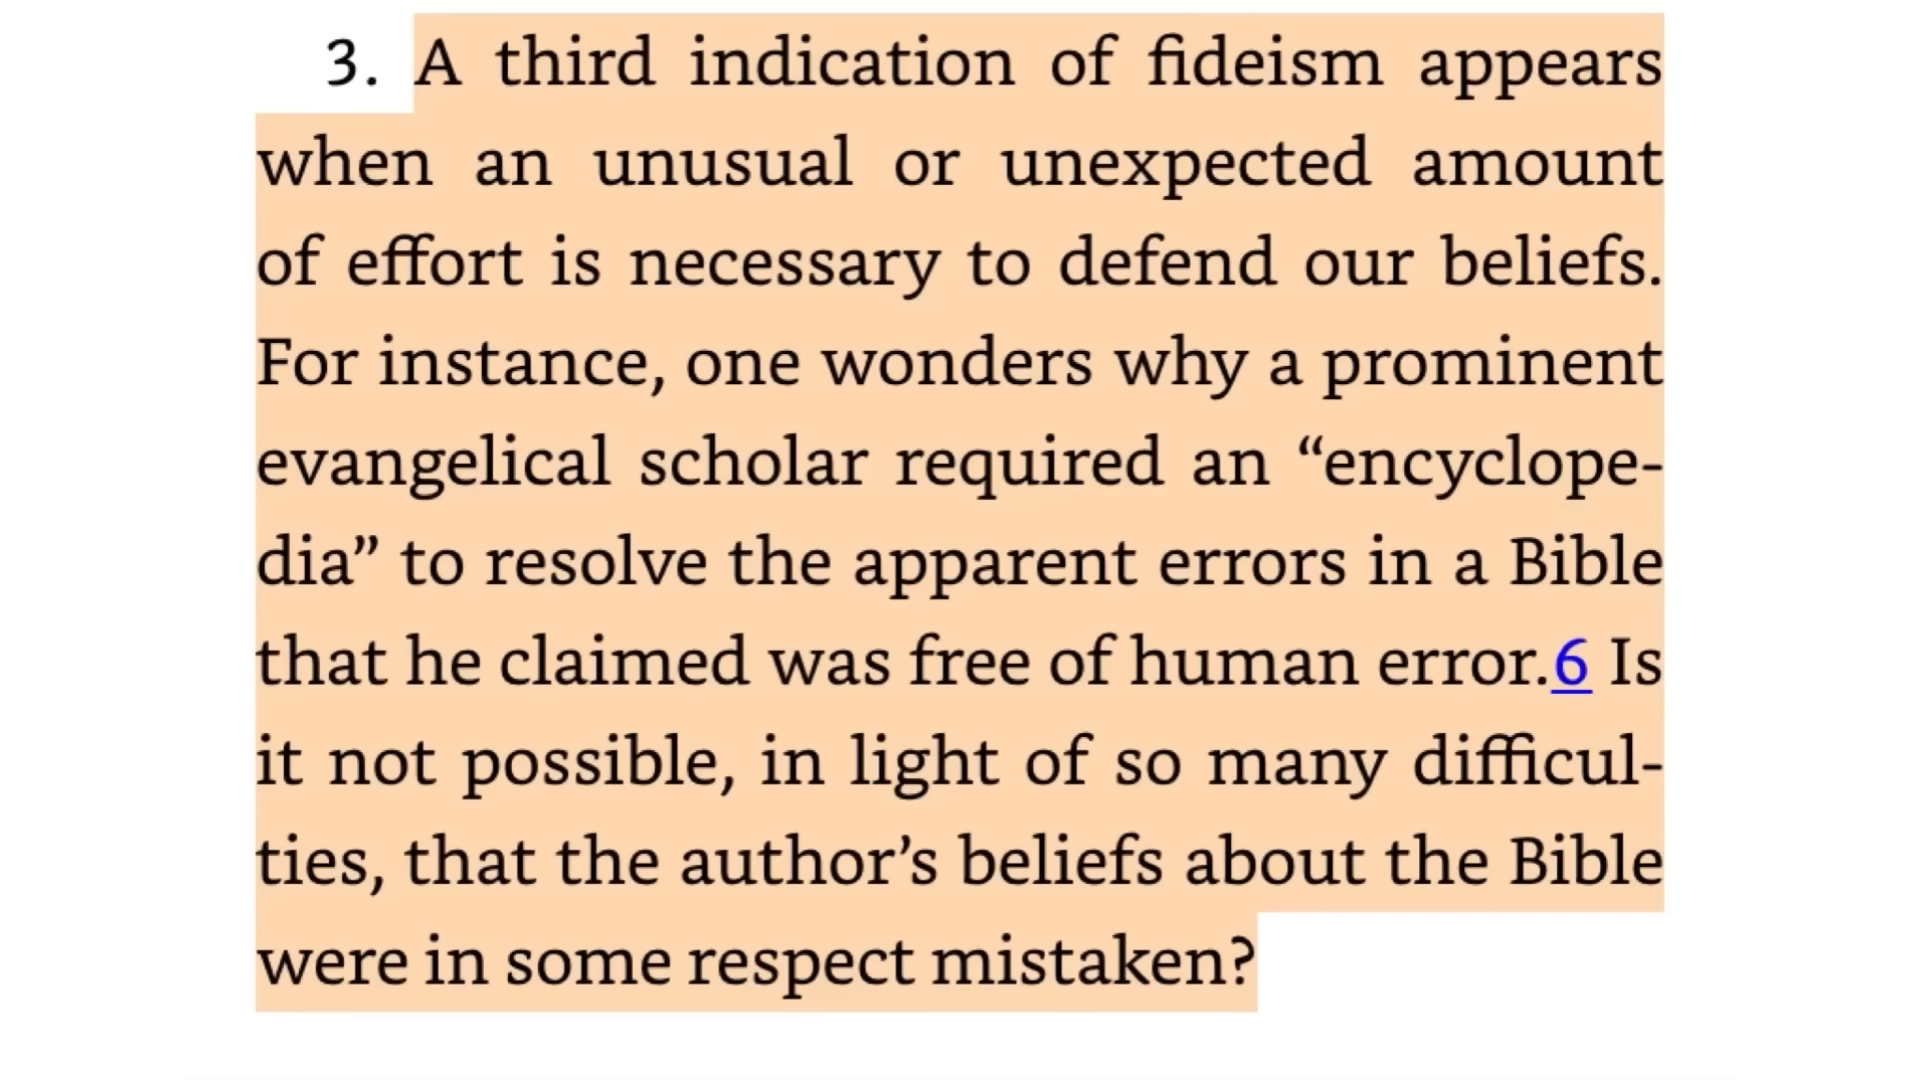 3. A third indication of fideism appears
when an unusual or unexpected amount
of effort is necessary to defend our beliefs.
For instance, one wonders why a prominent
evangelical scholar required an “encyclope-
dia” to resolve the apparent errors in a Bible
that he claimed was free of human error.6 Is
it not possible, in light of so many difficul-
ties, that the author’s beliefs about the Bible
were in some respect mistaken?